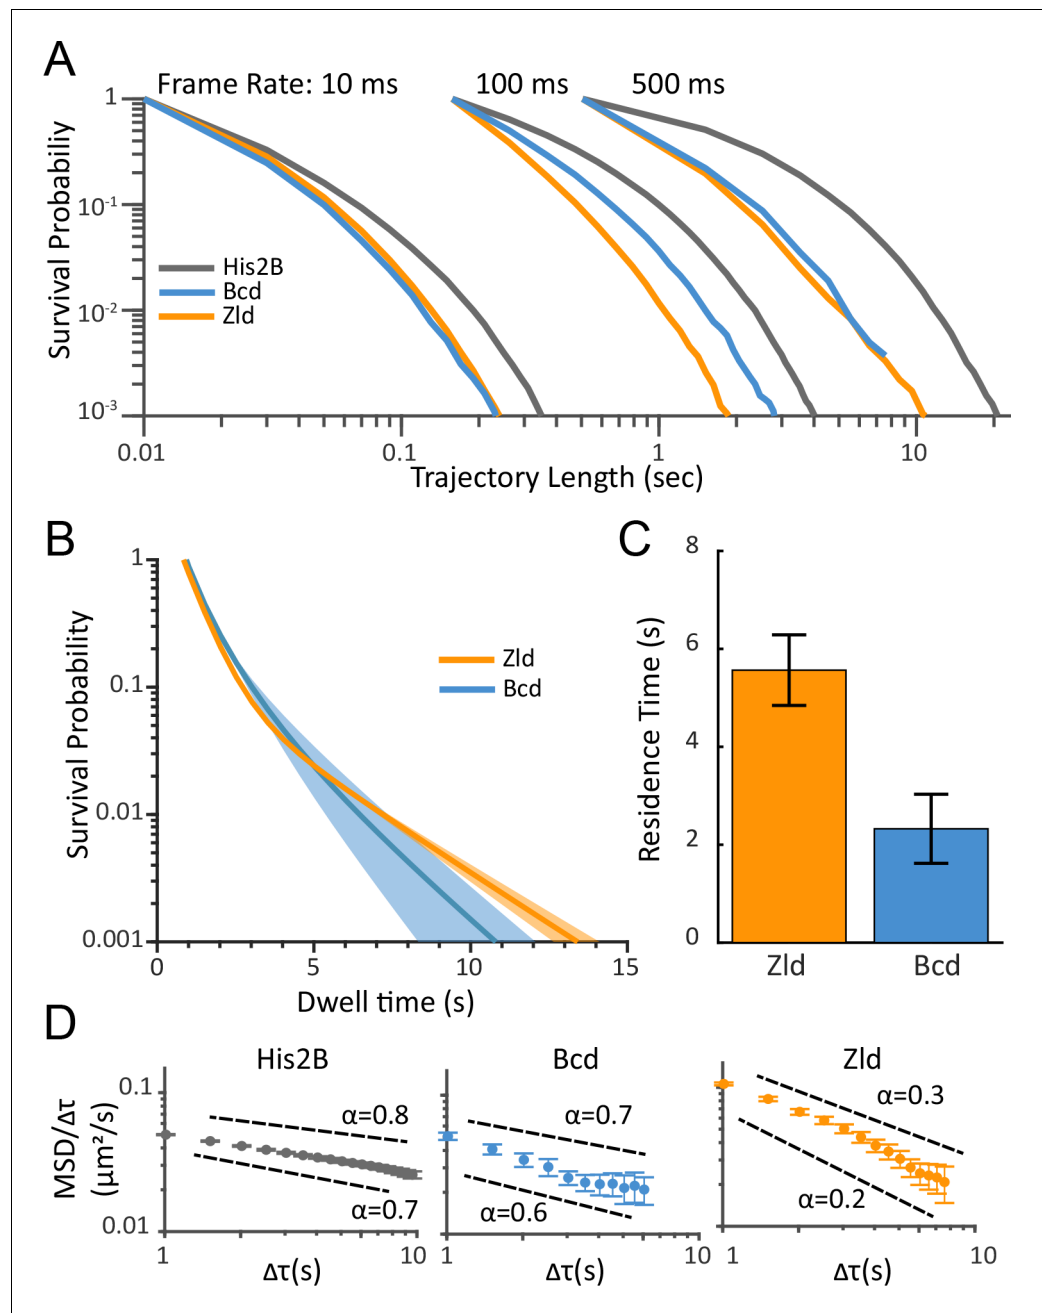 A
Frame Rate: 10 ms 100 ms 500 ms
Survival Probability
1
10-1
10-2
10-3
His2B
Bcd
Zld
0.01 0.1 1 10
Trajectory Length (sec)
B
Survival Probability
1
0.1
0.01
0.001
Zld
Bcd
0 5 10 15
Dwell time (s)
C
Residence Time (s)
8
6
4
2
0
Zld Bcd
D
His2B Bcd Zld
MSD/Δτ
(μm²/s)
0.1
0.01
α=0.8
α=0.7
1 10
Δτ(s)
α=0.7
α=0.6
1 10
Δτ(s)
α=0.3
α=0.2
1 10
Δτ(s)